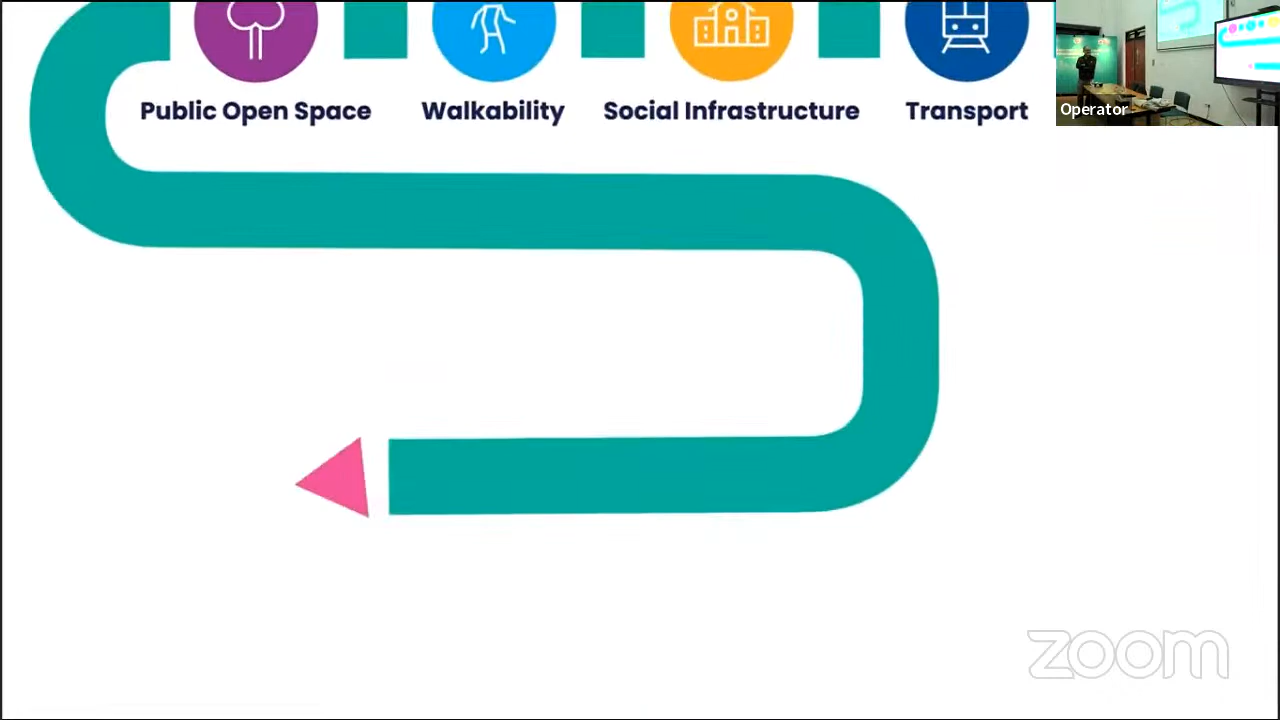 Public Open Space
Walkability
Social Infrastructure
Transport
Operator
zoom